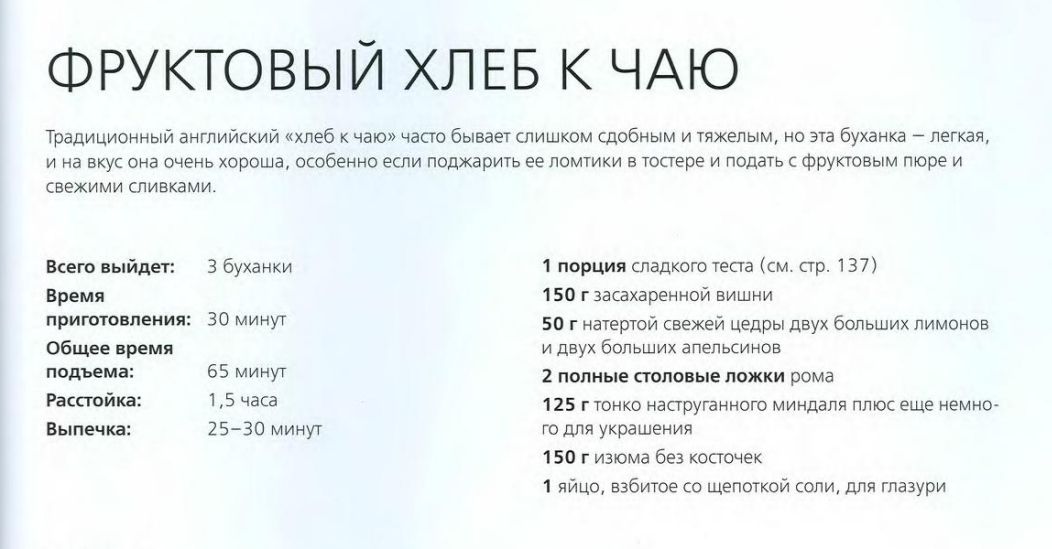 ФРУКТОВЫЙ ХЛЕБ К ЧАЮ
Традиционный английский «хлеб к чаю» часто бывает слишком сдобным и тяжелым, но эта буханка – легкая,
и на вкус она очень хороша, особенно если поджарить ее ломтики в тостере и подать с фруктовым пюре и
свежими сливками.
Всего выйдет: 3 буханки
Время
приготовления: 30 минут
Общее время
подъема: 65 минут
Расстойка: 1,5 часа
Выпечка: 25–30 минут
1 порция сладкого теста (см. стр. 137)
150 г засахаренной вишни
50 г натертой свежей цедры двух больших лимонов
и двух больших апельсинов
2 полные столовые ложки рома
125 г тонко наструганного миндаля плюс еще немно-
го для украшения
150 г изюма без косточек
1 яйцо, взбитое со щепоткой соли, для глазури